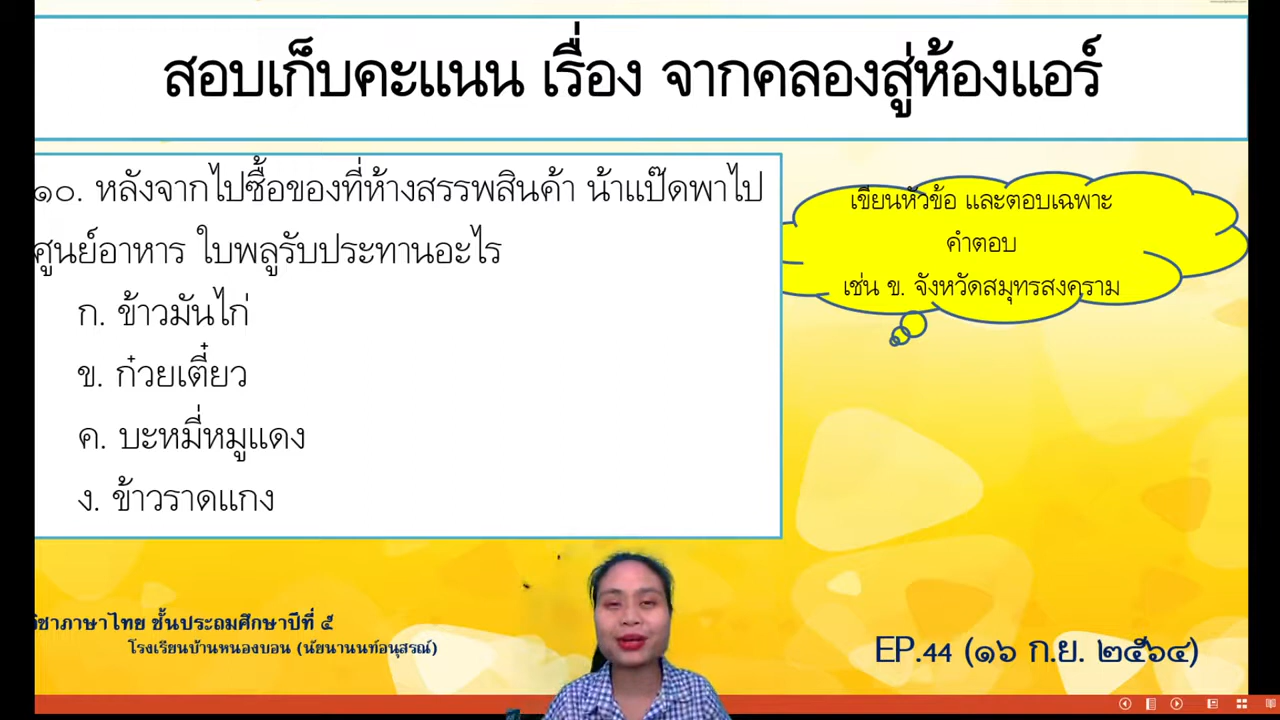 สอบเก็บคะแนน เรื่อง จากคลองสู่ห้องแอร์
๑๐. หลังจากไปซื้อของที่ห้างสรรพสินค้า น้าแป๊ดพาไป
ศูนย์อาหาร ใบพลูรับประทานอะไร
ก. ข้าวมันไก่
ข. ก๋วยเตี๋ยว
ค. บะหมี่หมูแดง
ง. ข้าวราดแกง
เขียนหัวข้อ และตอบเฉพาะ
คำตอบ
เช่น ข. จังหวัดสมุทรสงคราม
วิชาภาษาไทย ชั้นประถมศึกษาปีที่ ๕
โรงเรียนบ้านหนองบอน (นัยนานนท์อนุสรณ์)
EP.44 (๑๖ ก.ย. ๒๕๖๔)